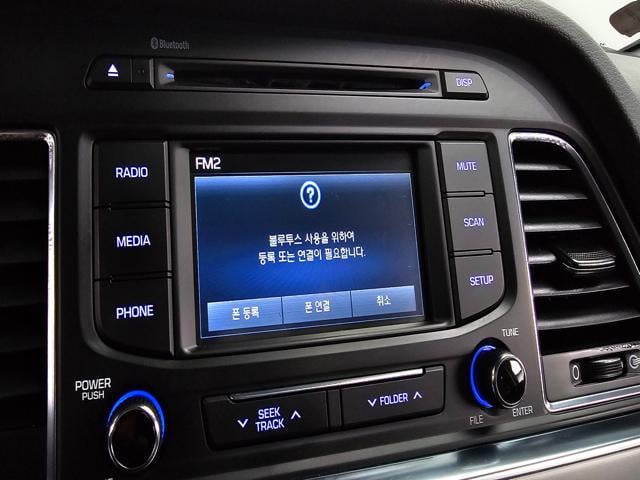 Bluetooth
DISP
RADIO
FM2
MUTE
?
MEDIA
블루투스 사용을 위하여
등록 또는 연결이 필요합니다.
SCAN
PHONE
폰 등록
폰 연결
취소
SETUP
POWER
PUSH
SEEK
TRACK
FOLDER
TUNE
FILE
ENTER
0